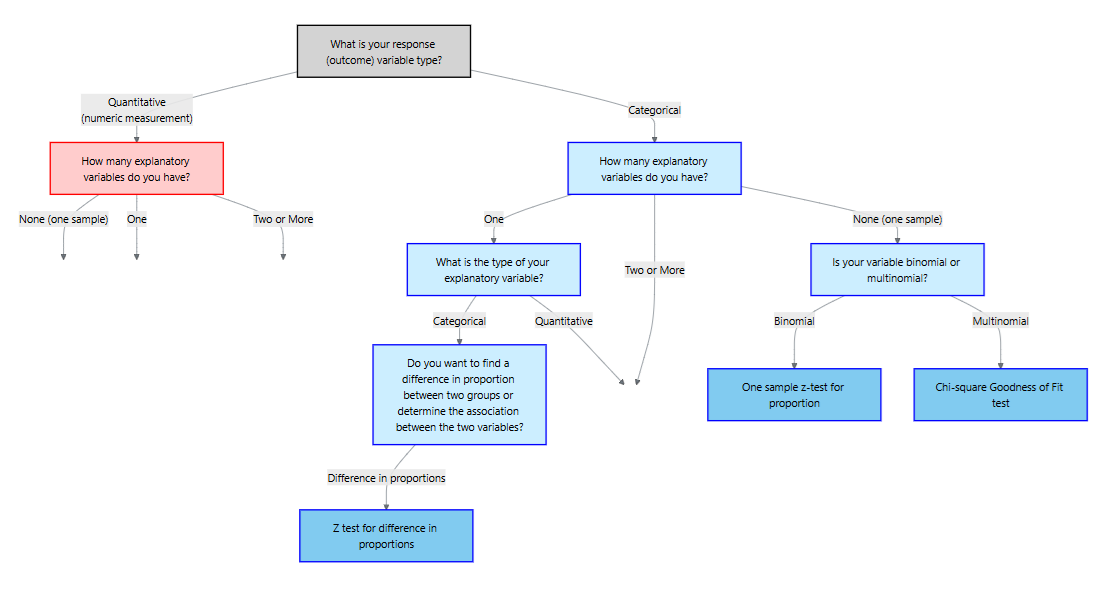 What is your response
(outcome) variable type?
Quantitative
(numeric measurement)
Categorical
How many explanatory
variables do you have?
How many explanatory
variables do you have?
None (one sample)
One
Two or More
One
None (one sample)
What is the type of your
explanatory variable?
Two or More
Is your variable binomial or
multinomial?
Categorical
Quantitative
Binomial
Multinomial
Do you want to find a
difference in proportion
between two groups or
determine the association
between the two variables?
One sample z-test for
proportion
Chi-square Goodness of Fit
test
Difference in proportions
Z test for difference in
proportions